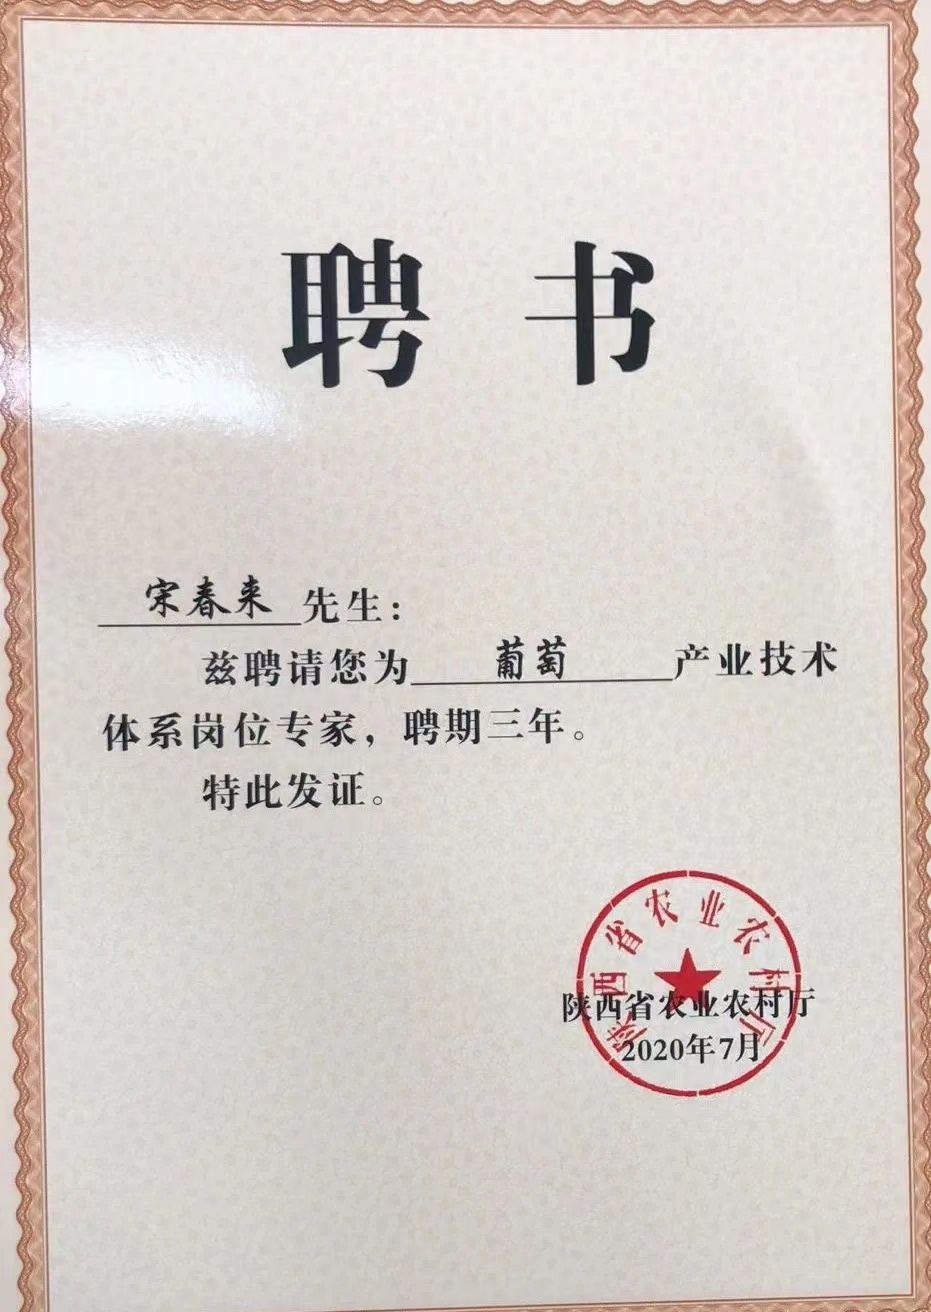 聘书
宋春来 先生：
兹聘请您为 葡萄 产业技术
体系岗位专家，聘期三年。
特此发证。
陕西省农业农村厅
陕西省农业农村厅
2020年7月